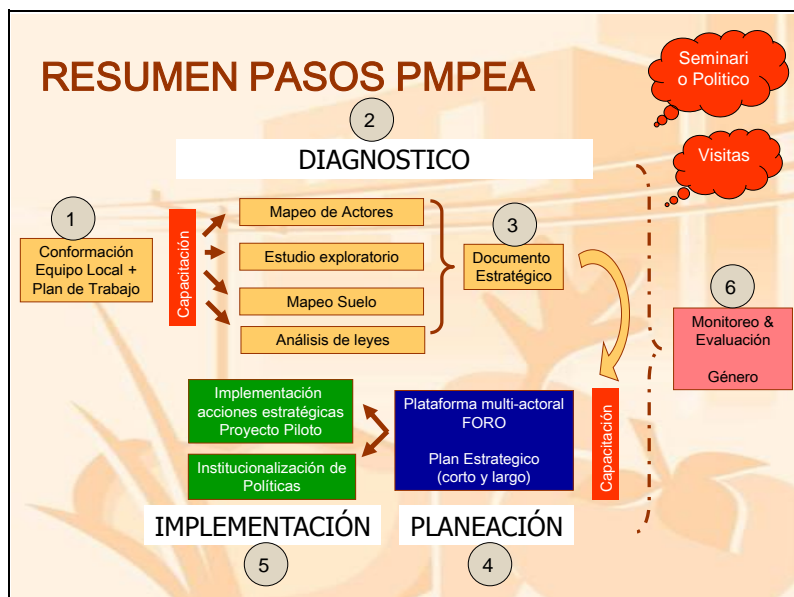 RESUMEN PASOS PMPEA
Seminari
o Politico
Visitas
2
DIAGNOSTICO
1
Conformación
Equipo Local +
Plan de Trabajo
Capacitación
Mapeo de Actores
Estudio exploratorio
Mapeo Suelo
Análisis de leyes
3
Documento
Estratégico
6
Monitoreo &
Evaluación
Género
Implementación
acciones estratégicas
Proyecto Piloto
Institucionalización de
Políticas
Plataforma multi-actoral
FORO
Plan Estrategico
(corto y largo)
Capacitación
IMPLEMENTACIÓN
5
PLANEACIÓN
4